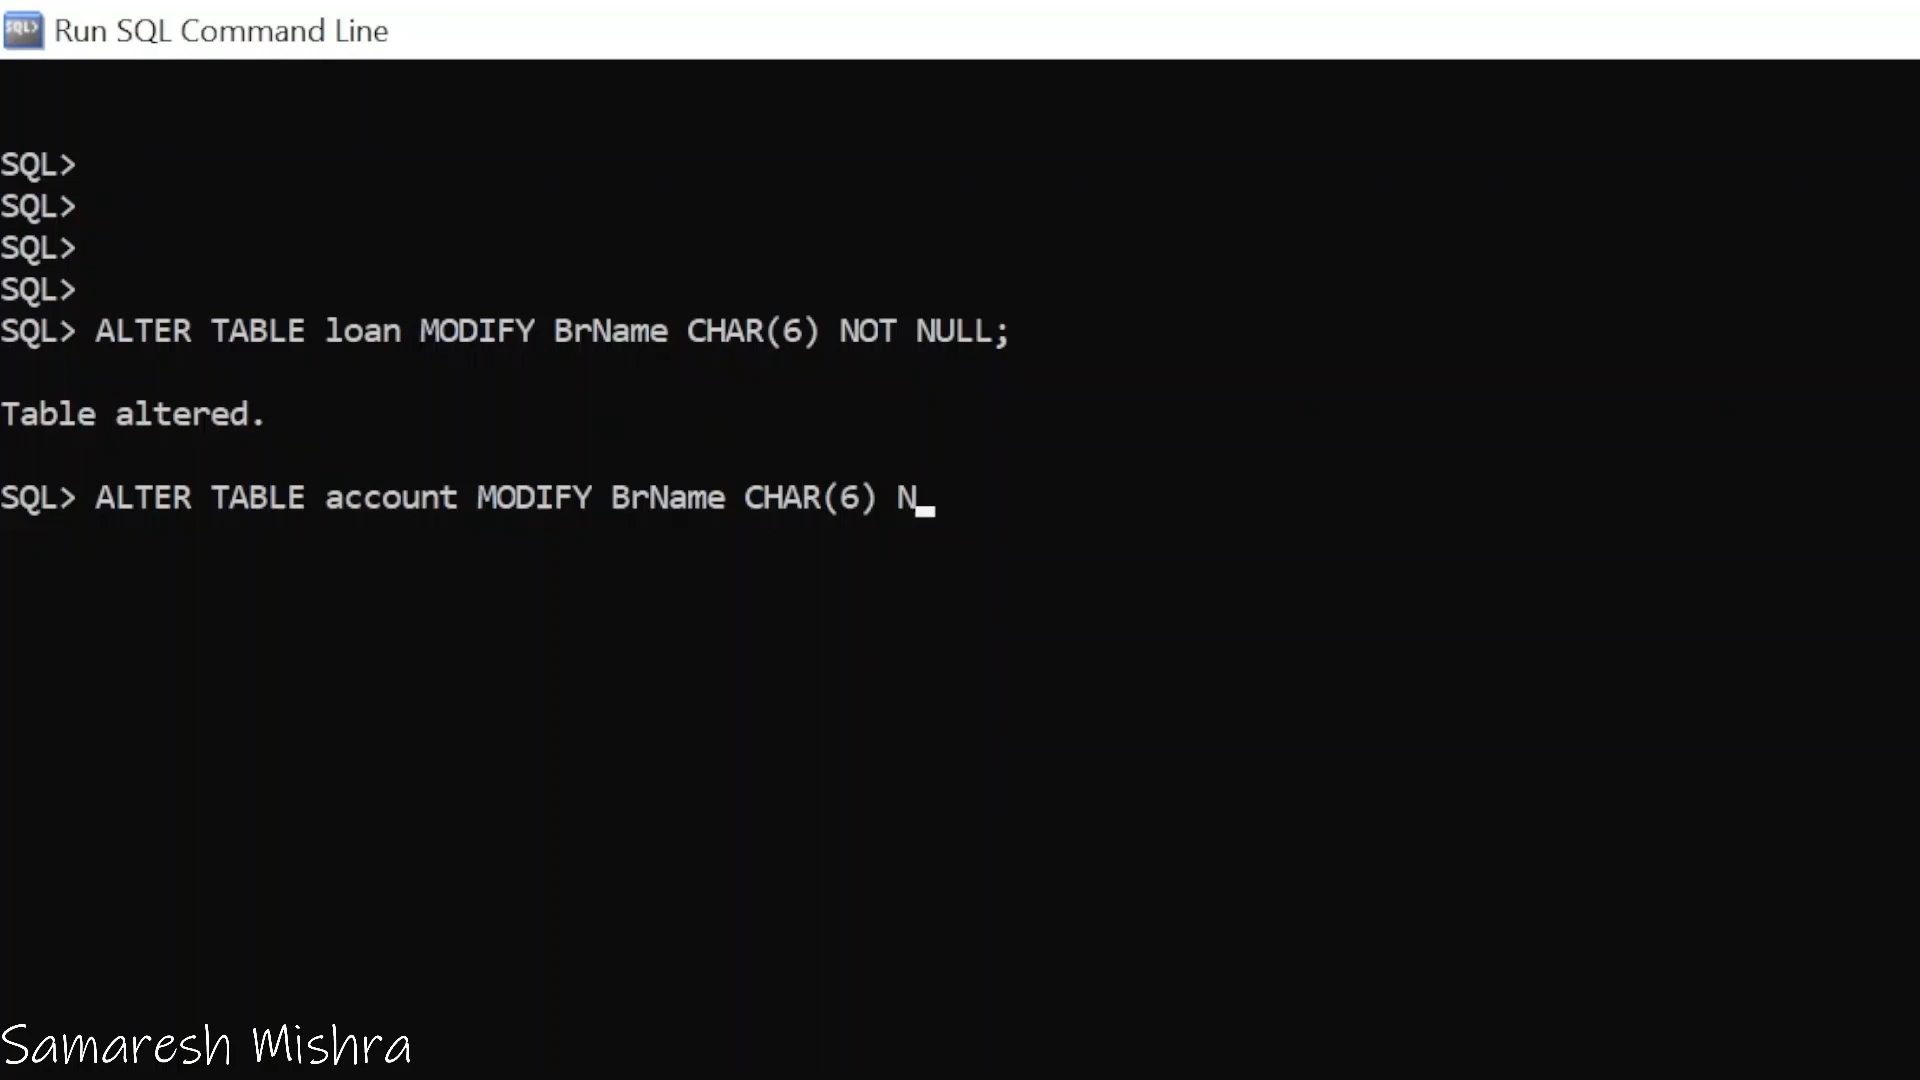 SQL> Run SQL Command Line
SQL>
SQL>
SQL>
SQL>
SQL> ALTER TABLE loan MODIFY BrName CHAR(6) NOT NULL;
Table altered.
SQL> ALTER TABLE account MODIFY BrName CHAR(6) N
Samaresh Mishra